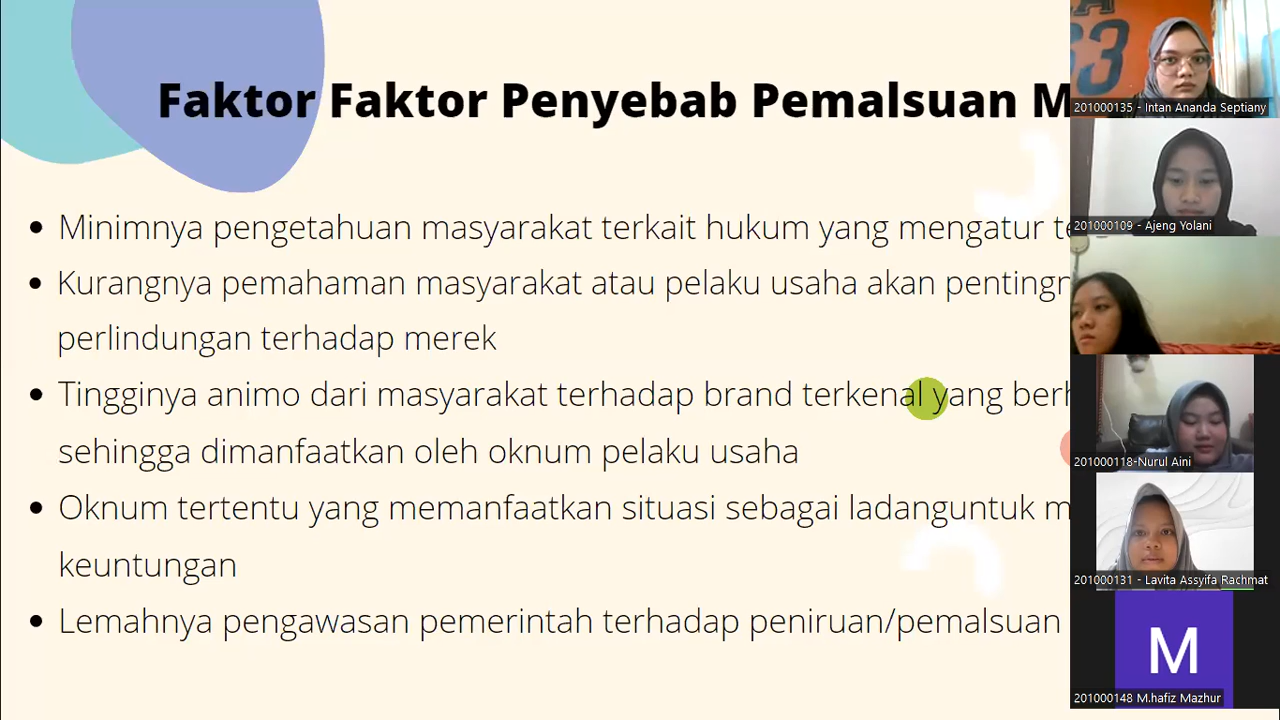 Faktor Faktor Penyebab Pemalsuan M
Minimnya pengetahuan masyarakat terkait hukum yang mengatur
Kurangnya pemahaman masyarakat atau pelaku usaha akan
perlindungan terhadap merek
Tingginya animo dari masyarakat terhadap brand terkenal yang
sehingga dimanfaatkan oleh oknum pelaku usaha
Oknum tertentu yang memanfaatkan situasi sebagai ladanguntuk
keuntungan
Lemahnya pengawasan pemerintah terhadap peniruan/pemalsuan
201000135 - Intan Ananda Septiany
201000109 - Ajeng Yolani
201000118-Nurul Aini
201000131 - Lavita Assyifa Rachmat
M
201000148 M.hafiz Mazhur